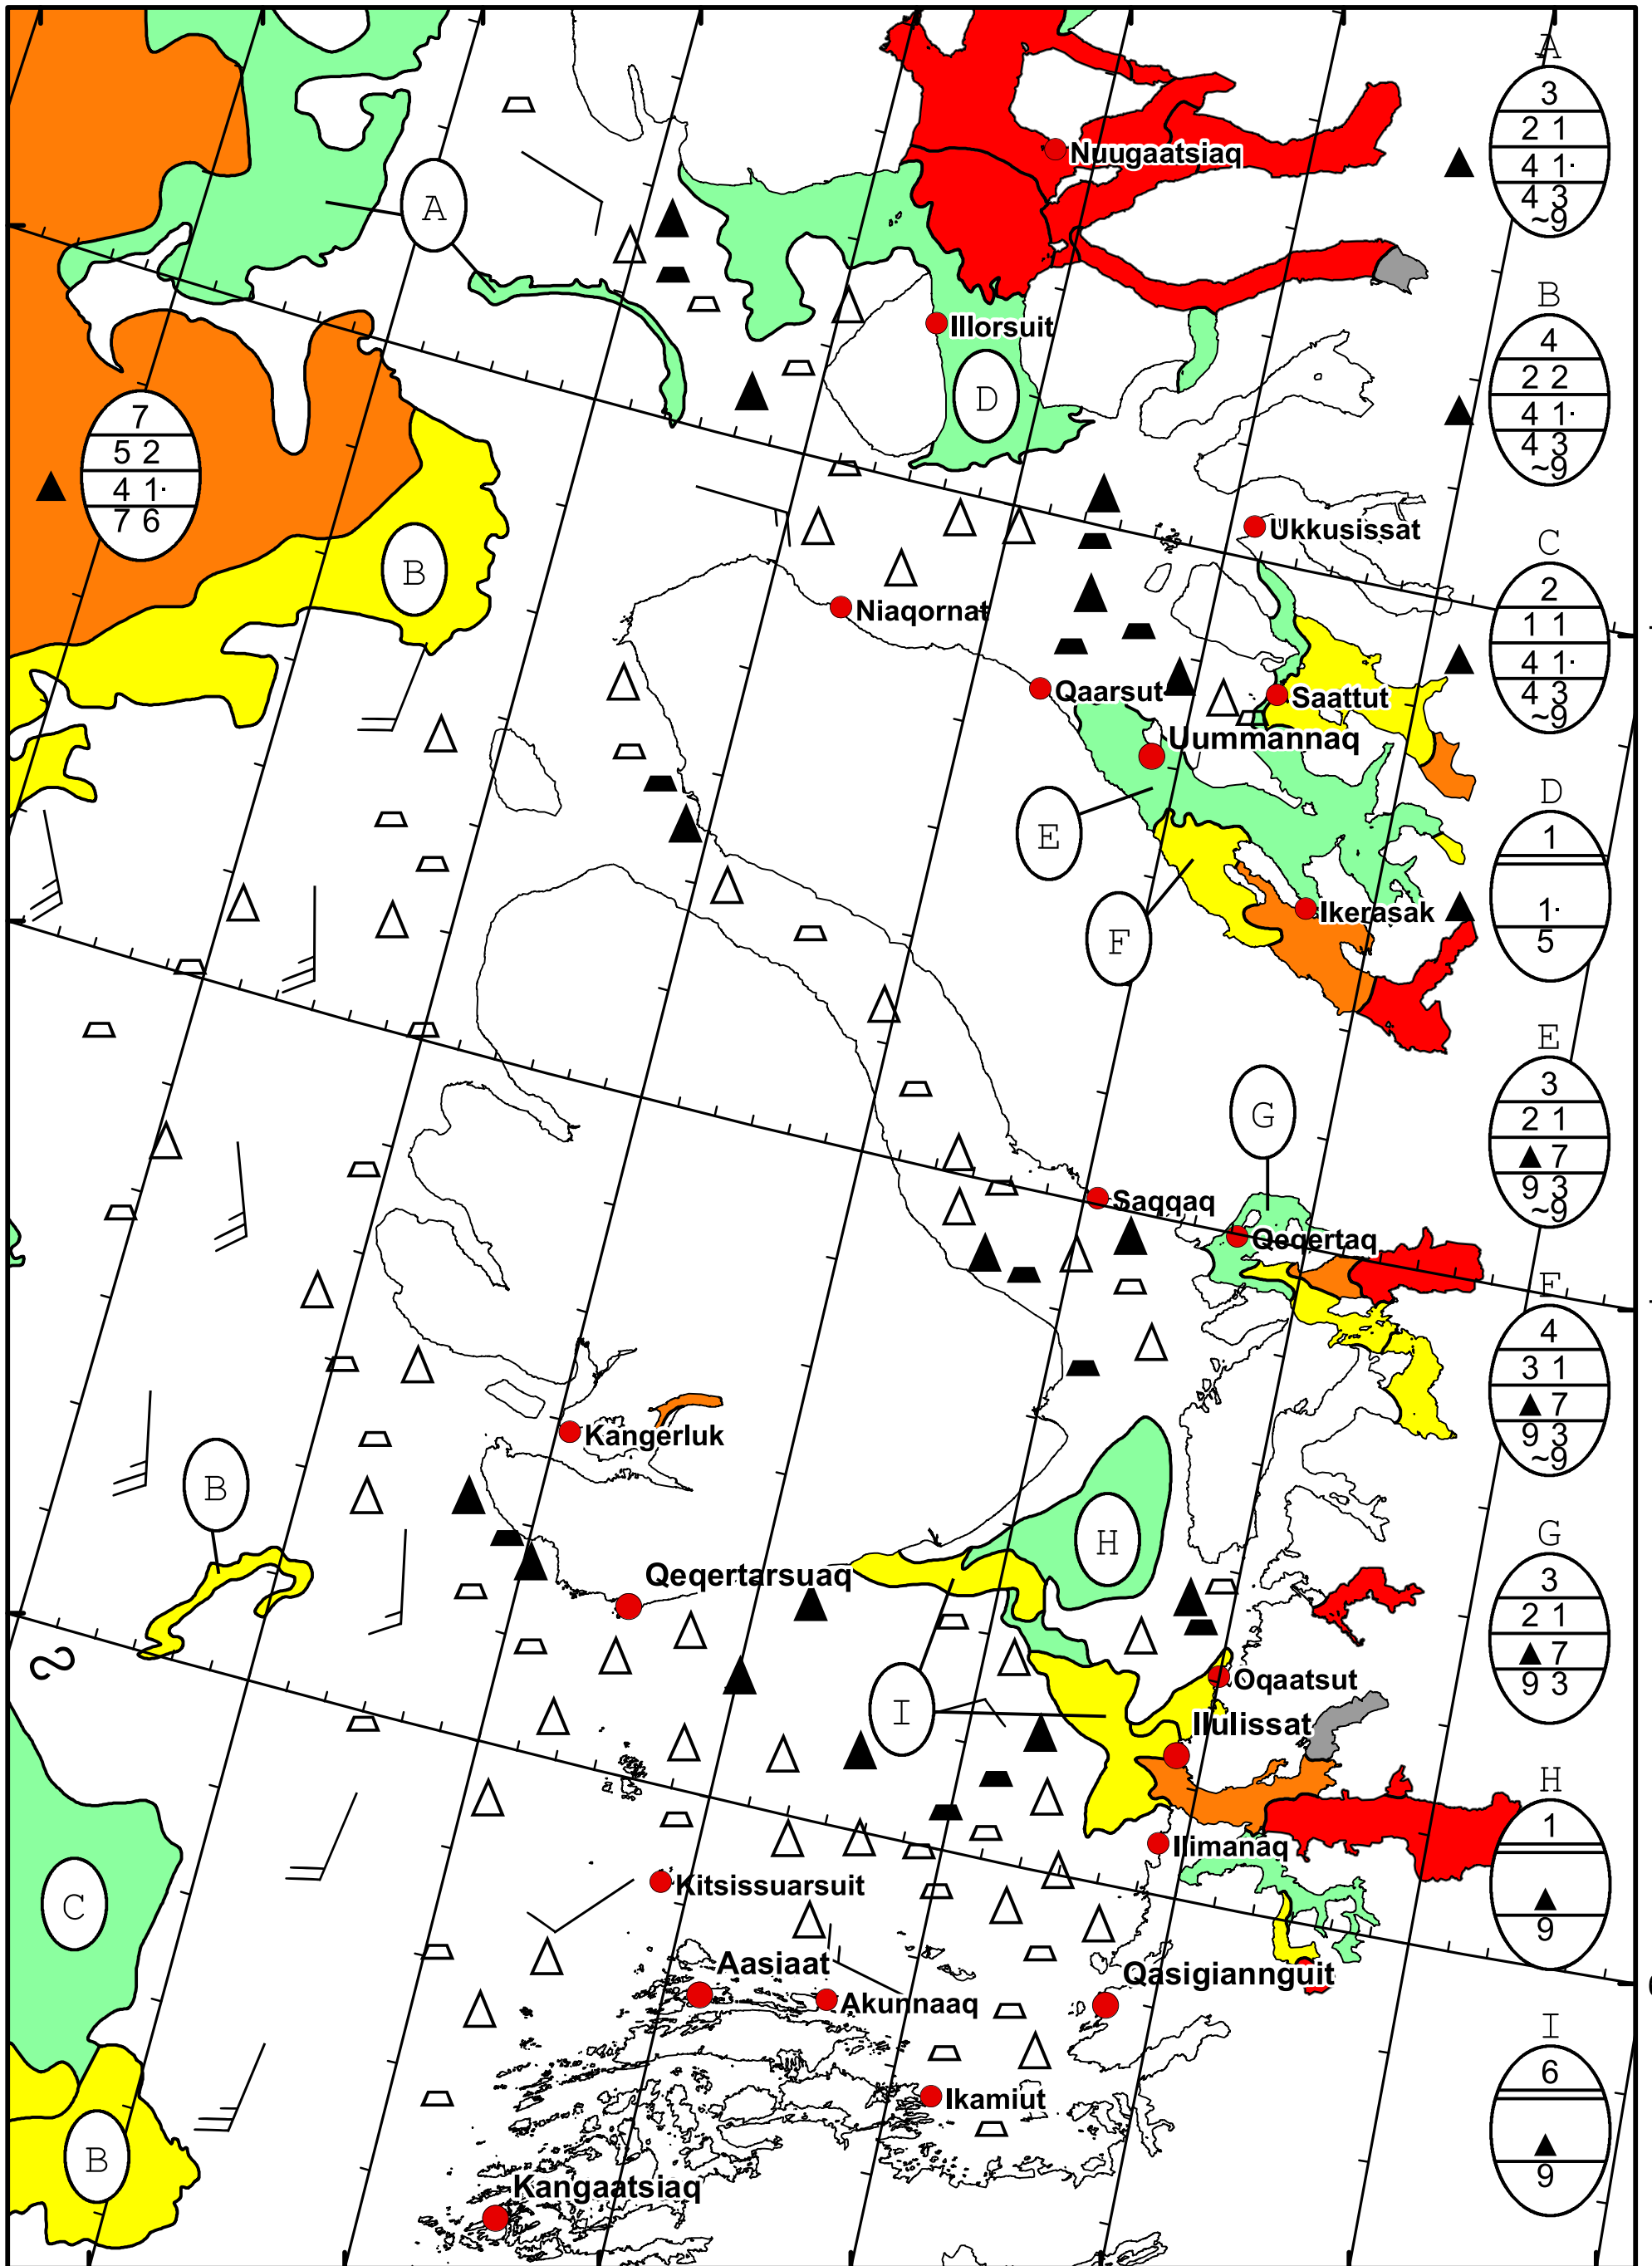 A
3
2 1
4 1·
4 3
~9
Nuugaatsiaq
A
B
4
2 2
4 1·
4 3
~9
Illorsuit
D
7
5 2
4 1·
7 6
B
Ukkusissat
C
2
1 1
4 1·
4 3
~9
Niaqornat
Qaarsut
Saattut
Uummannaq
D
1
1·
5
E
Ikerasak
F
E
3
2 1
7
9 3
~9
G
Saqqaq
Qeqertaq
F
4
3 1
7
9 3
~9
Kangerluk
B
H
G
3
2 1
7
9 3
Qeqertarsuaq
Oqaatsut
I
Ilulissat
H
1
9
Ilimanaq
Kitsissuarsuit
C
Aasiaat
Qasigiannguit
Akunnaaq
I
6
9
Ikamiut
B
Kangaatsiaq